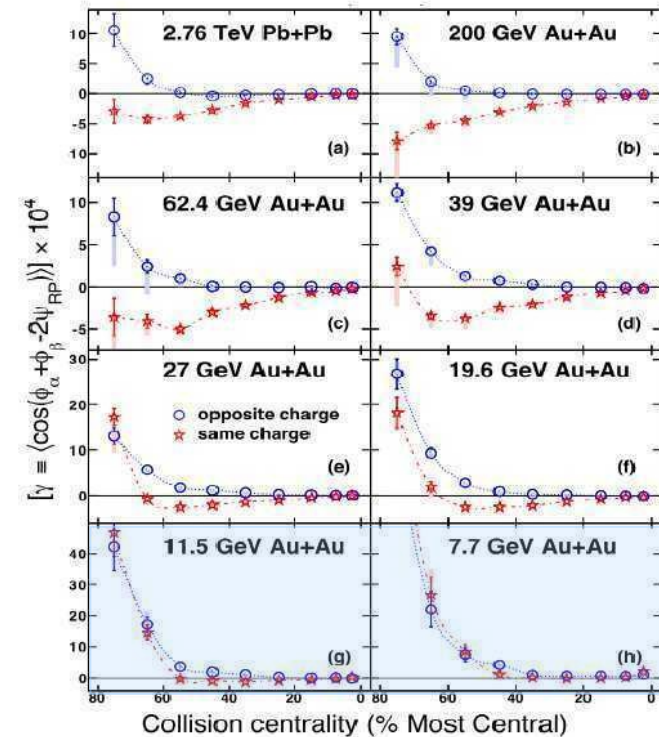 2.76 TeV Pb+Pb
200 GeV Au+Au
10
5
0
-5
10
5
0
-5
-10
(a)
(b)
62.4 GeV Au+Au
39 GeV Au+Au
10
5
0
-5
(c)
(d)
27 GeV Au+Au
19.6 GeV Au+Au
30
20
10
0
opposite charge
same charge
(e)
(f)
11.5 GeV Au+Au
7.7 GeV Au+Au
40
30
20
10
0
(g)
(h)
80 60 40 20 0
80 60 40 20 0
Collision centrality (% Most Central)
[γ ≡ ⟨cos(ϕα+ϕβ-2ψRP)⟩] × 10⁴